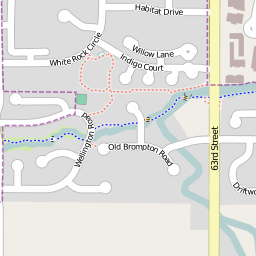 Habitat Drive
White Rock Circle
Willow Lane
Indigo Court
Wellington Road
63rd Street
Old Brompton Road
Driftwo